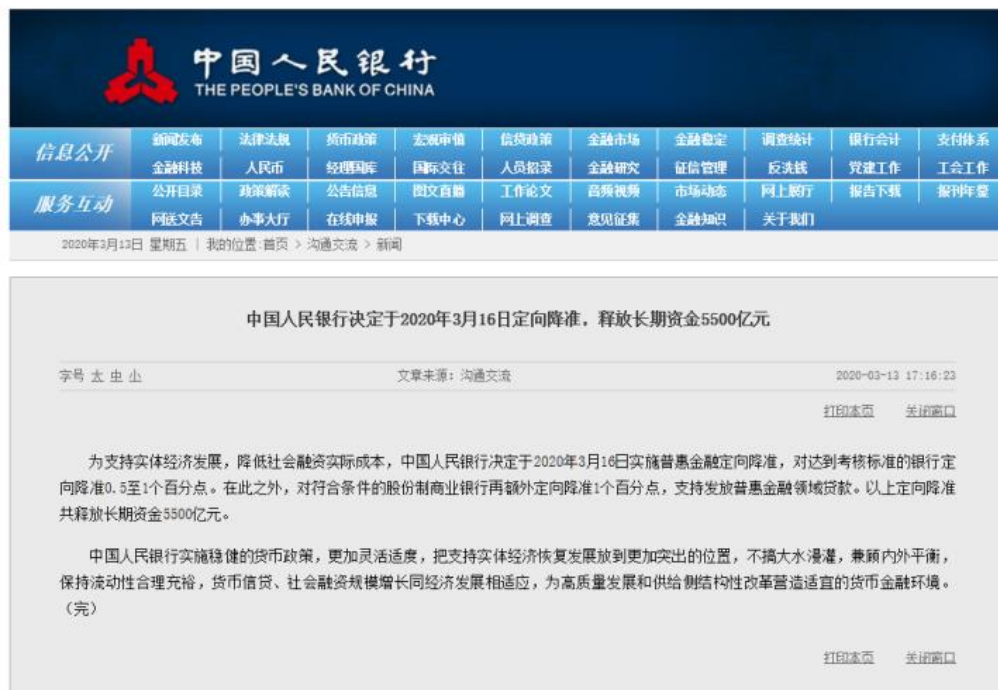 中国人民银行
THE PEOPLE'S BANK OF CHINA
信息公开
新闻发布 法律法规 货币政策 宏观审慎 信贷政策 金融市场 金融稳定 调查统计 银行会计 支付体系
金融科技 人民币 经理国库 国际交往 人员招录 金融研究 征信管理 反洗钱 党建工作 工会工作
服务互动
公开目录 政策解读 公告信息 图文直播 工作论文 音频视频 市场动态 网上展厅 报告下载 报刊年鉴
网送文告 办事大厅 在线申报 下载中心 网上调查 意见征集 金融知识 关于我们
2020年3月13日 星期五 | 我的位置:首页 > 沟通交流 > 新闻
中国人民银行决定于2020年3月16日定向降准，释放长期资金5500亿元
字号 大 中 小 文章来源：沟通交流 2020-03-13 17:16:23
打印本页 关闭窗口
为支持实体经济发展，降低社会融资实际成本，中国人民银行决定于2020年3月16日实施普惠金融定向降准，对达到考核标准的银行定
向降准0.5至1个百分点。在此之外，对符合条件的股份制商业银行再额外定向降准1个百分点，支持发放普惠金融领域贷款。以上定向降准
共释放长期资金5500亿元。
中国人民银行实施稳健的货币政策，更加灵活适度，把支持实体经济恢复发展放到更加突出的位置，不搞大水漫灌，兼顾内外平衡，
保持流动性合理充裕，货币信贷、社会融资规模增长同经济发展相适应，为高质量发展和供给侧结构性改革营造适宜的货币金融环境。
（完）
打印本页 关闭窗口